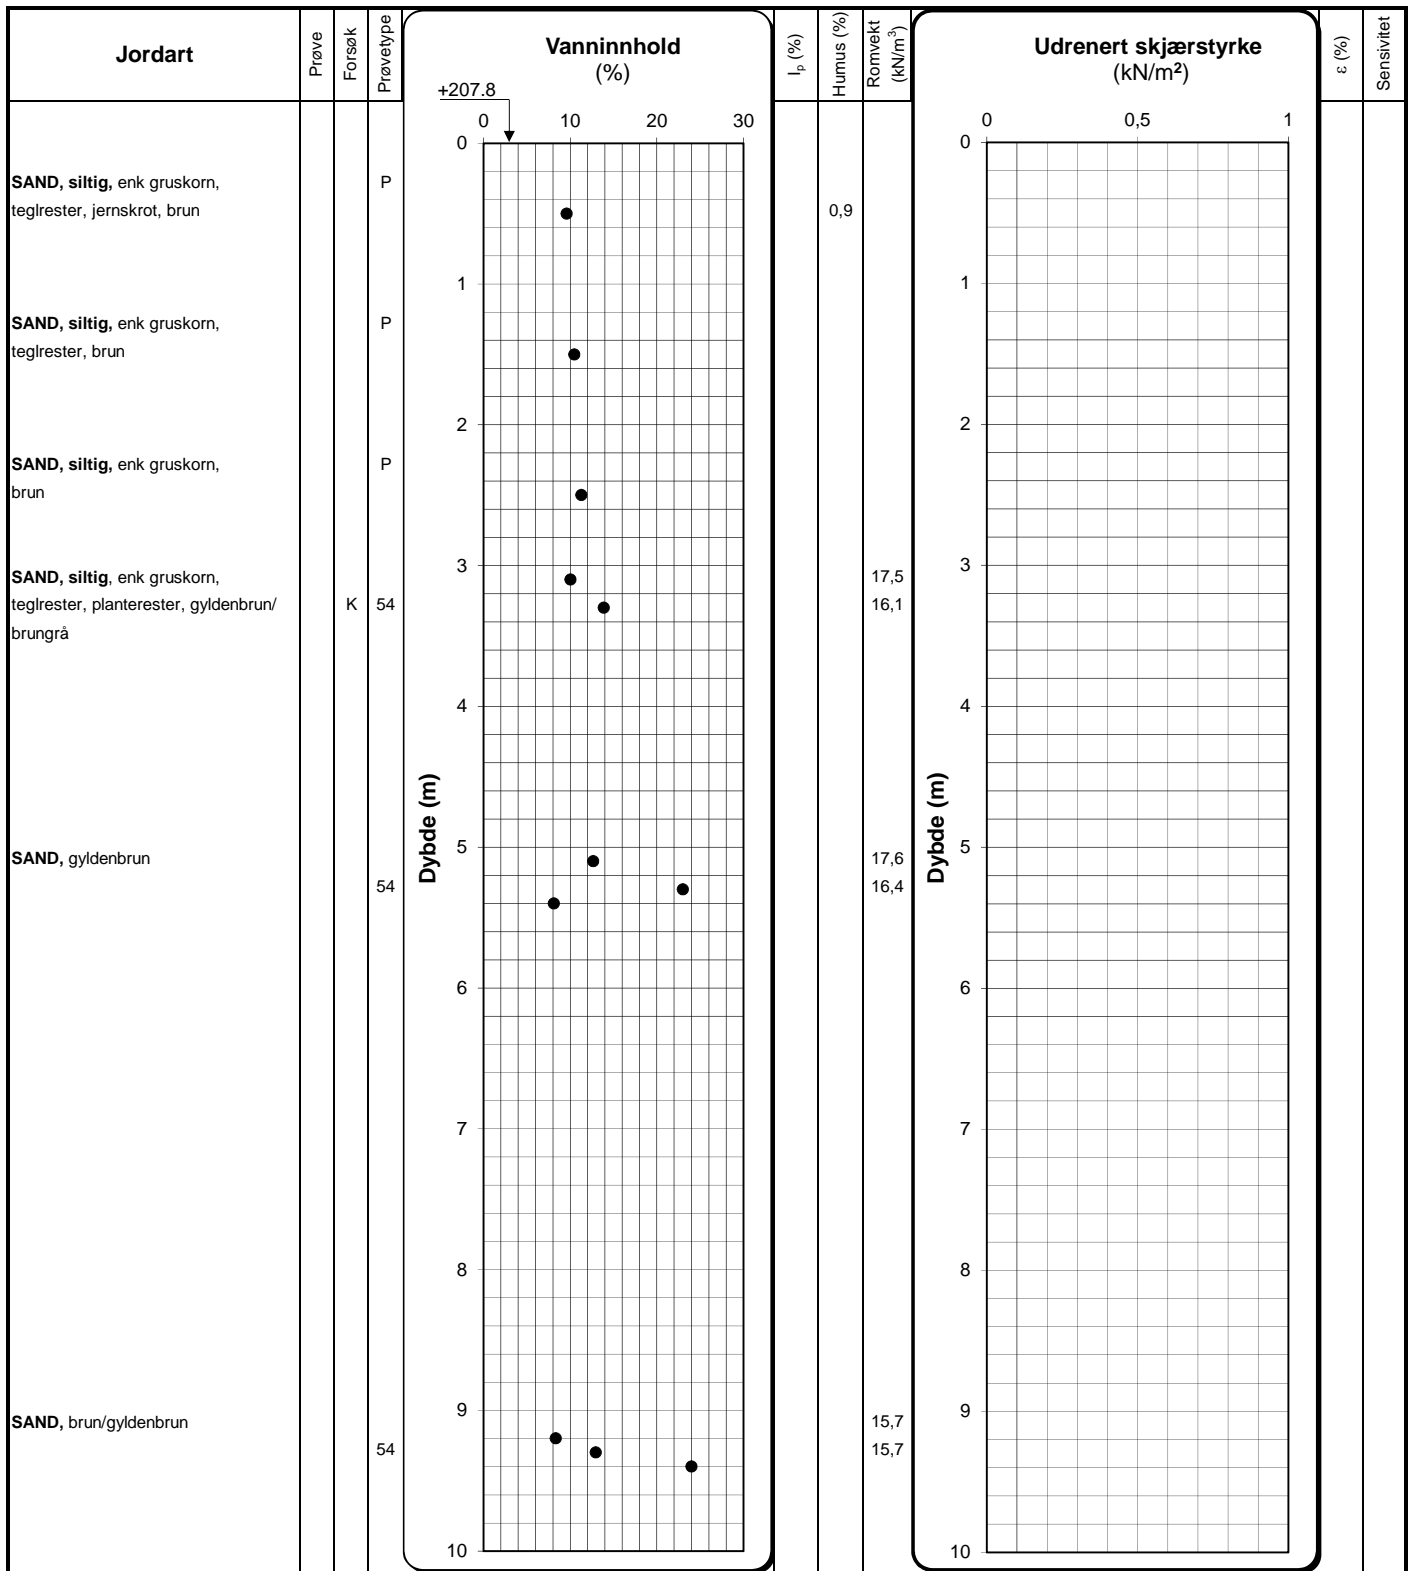 Jordart
Prøve
Forsøk
Prøvetype
Vanninnhold
(%)
+207.8
I_p (%)
Humus (%)
Romvekt
(kN/m³)
Udrenert skjærstyrke
(kN/m²)
ε (%)
Sensivitet
0 10 20 30
0 0,5 1
0
0
SAND, siltig, enk gruskorn,
P
teglrester, jernskrot, brun
0,9
1
1
SAND, siltig, enk gruskorn,
P
teglrester, brun
2
2
SAND, siltig, enk gruskorn,
P
brun
3
3
SAND, siltig, enk gruskorn,
17,5
teglrester, planterester, gyldenbrun/
K
54
16,1
brungrå
4
4
Dybde (m)
Dybde (m)
5
5
SAND, gyldenbrun
17,6
54
16,4
6
6
7
7
8
8
9
9
SAND, brun/gyldenbrun
15,7
54
15,7
10
10